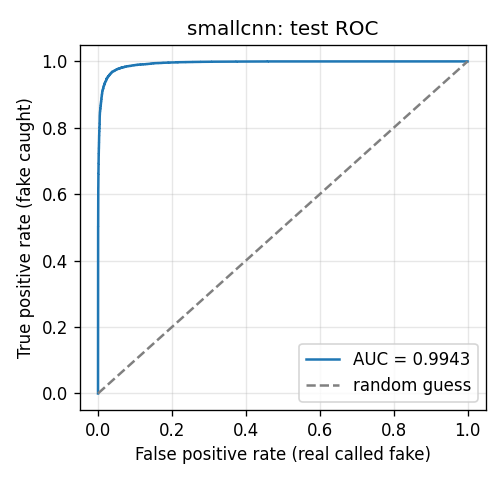 smallcnn: test ROC
1.0
0.8
0.6
0.4
0.2
0.0
True positive rate (fake caught)
AUC = 0.9943
random guess
0.0 0.2 0.4 0.6 0.8 1.0
False positive rate (real called fake)